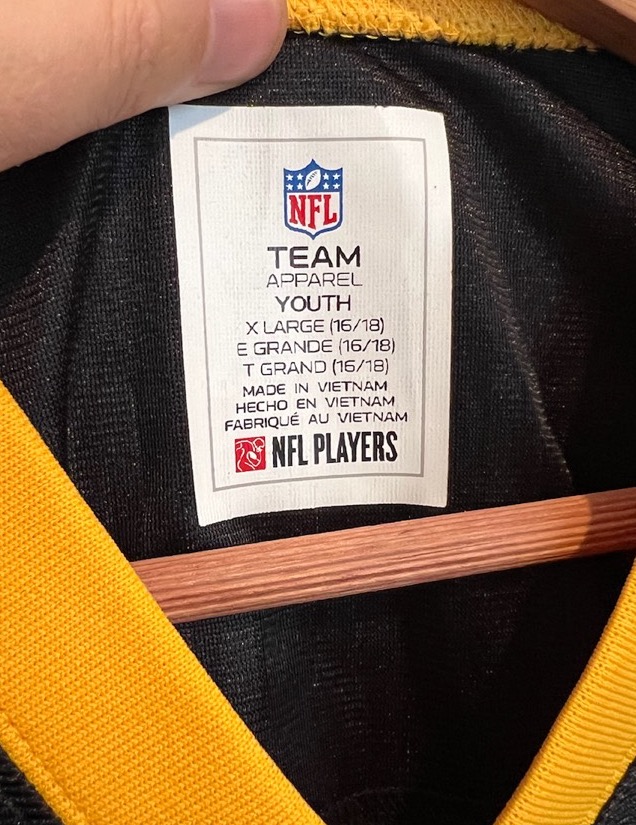 NFL
TEAM
APPAREL
YOUTH
X LARGE (16/18)
E GRANDE (16/18)
T GRAND (16/18)
MADE IN VIETNAM
HECHO EN VIETNAM
FABRIQUÉ AU VIETNAM
NFL PLAYERS